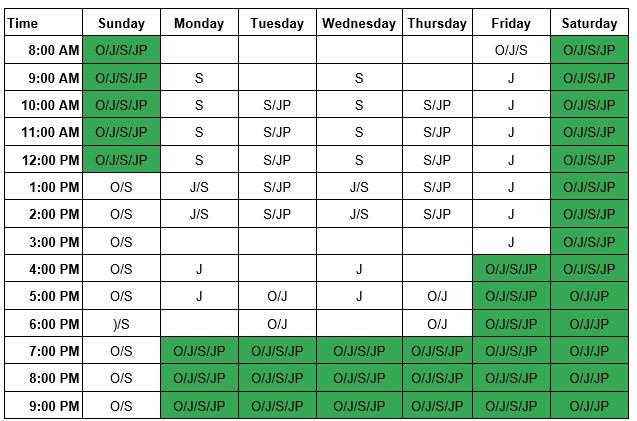 Time Sunday Monday Tuesday Wednesday Thursday Friday Saturday
8:00 AM O/J/S/JP O/J/S O/J/S/JP
9:00 AM O/J/S/JP S S J O/J/S/JP
10:00 AM O/J/S/JP S S/JP S S/JP J O/J/S/JP
11:00 AM O/J/S/JP S S/JP S S/JP J O/J/S/JP
12:00 PM O/J/S/JP S S/JP S S/JP J O/J/S/JP
1:00 PM O/S J/S S/JP J/S S/JP J O/J/S/JP
2:00 PM O/S J/S S/JP J/S S/JP J O/J/S/JP
3:00 PM O/S J O/J/S/JP
4:00 PM O/S J J O/J/S/JP O/J/S/JP
5:00 PM O/S J O/J J O/J O/J/S/JP O/J/JP
6:00 PM )/S O/J O/J O/J/S/JP O/J/JP
7:00 PM O/S O/J/S/JP O/J/S/JP O/J/S/JP O/J/S/JP O/J/S/JP O/J/JP
8:00 PM O/S O/J/S/JP O/J/S/JP O/J/S/JP O/J/S/JP O/J/S/JP O/J/JP
9:00 PM O/S O/J/S/JP O/J/S/JP O/J/S/JP O/J/S/JP O/J/S/JP O/J/JP